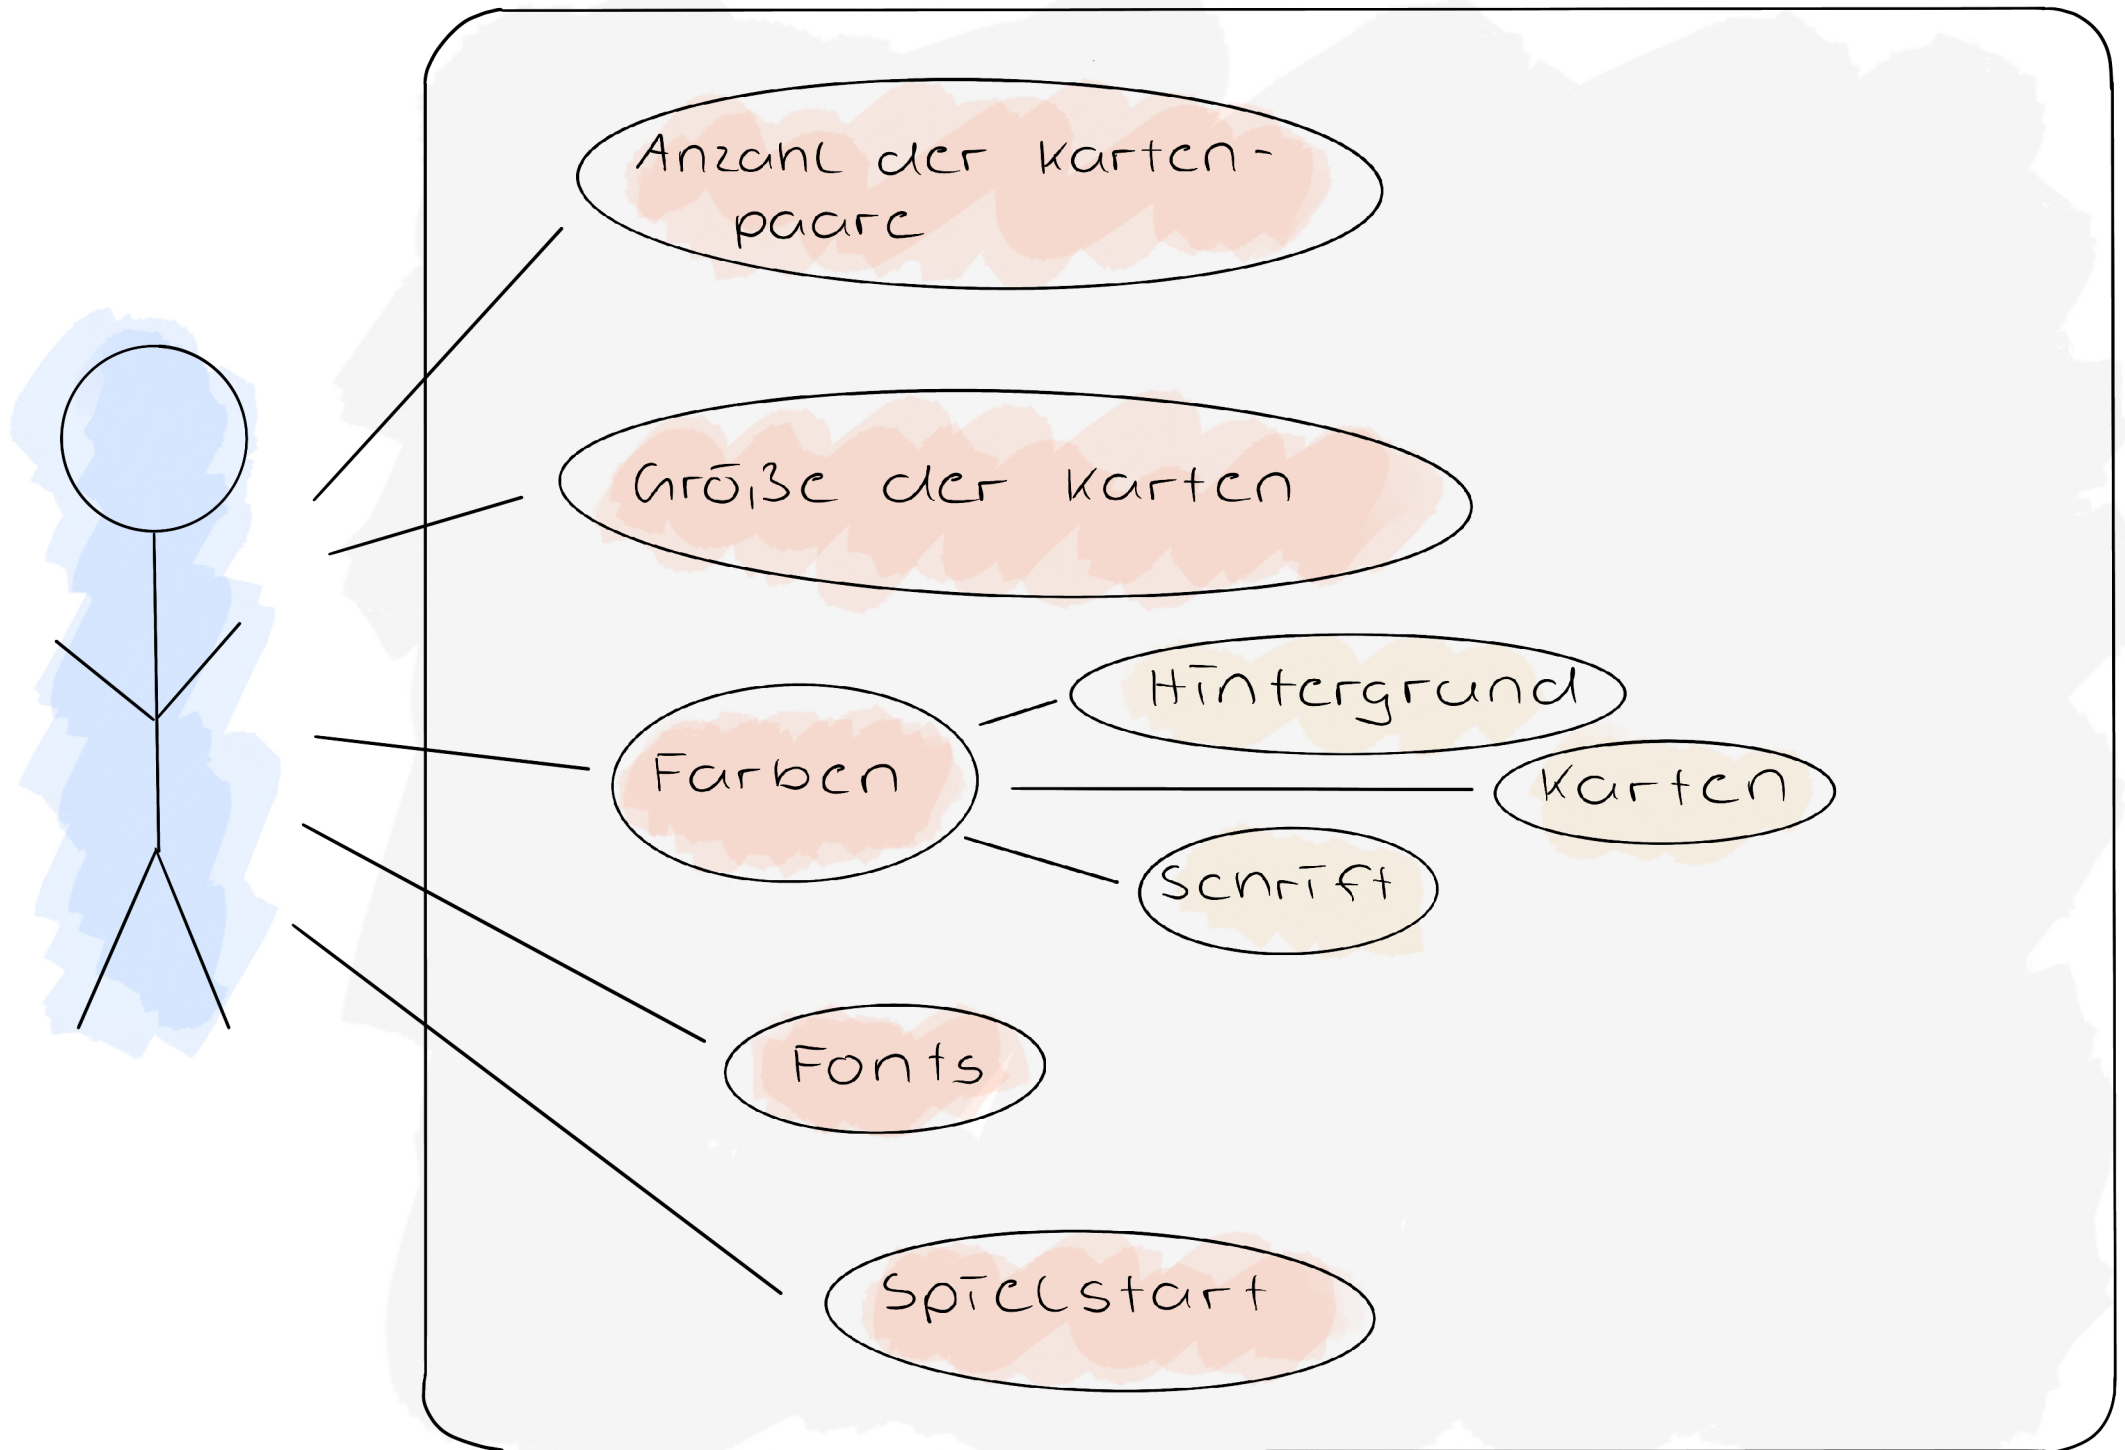 Anzahl der Karten-
paare
Größe der Karten
Hintergrund
Farben
Karten
Schrift
Fonts
Spielstart